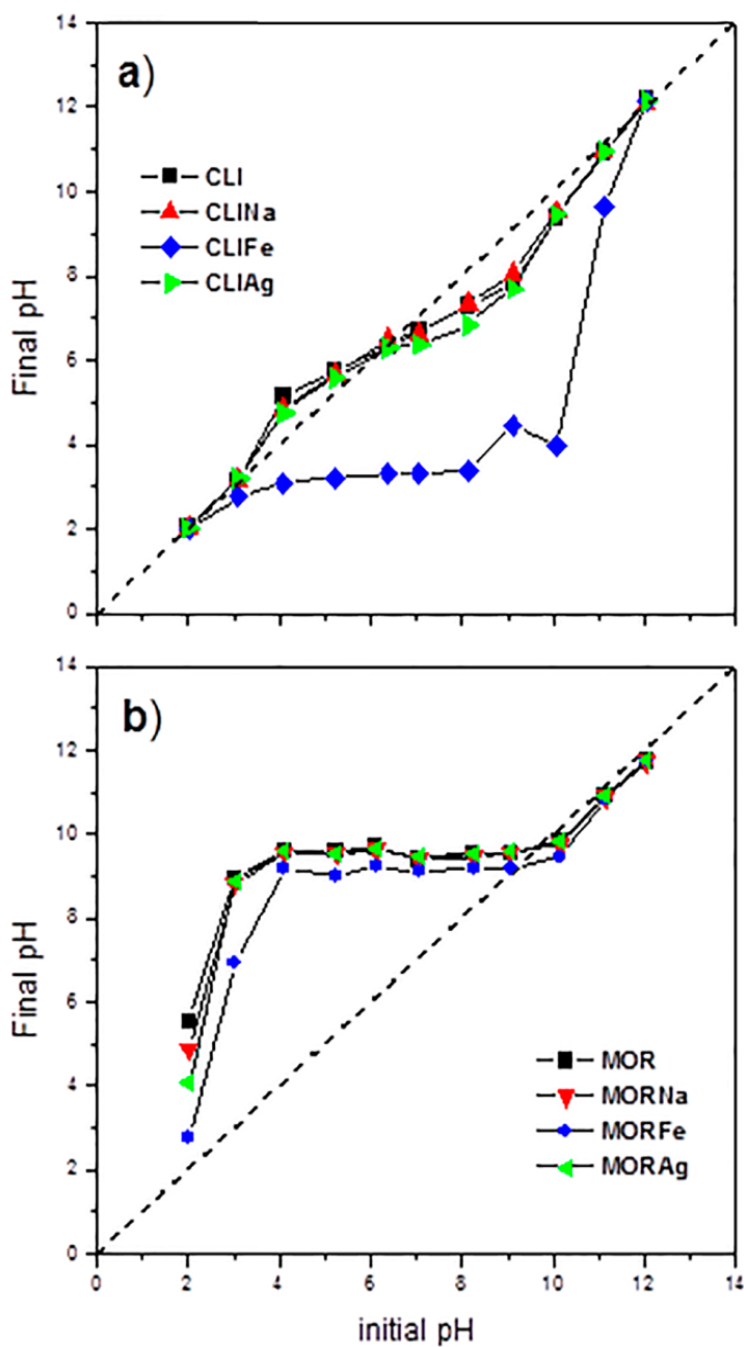 a)
14
12
10
8
6
4
2
0
Final pH
CLI
CLINa
CLIFe
CLIAg
b)
14
12
10
8
6
4
2
0
Final pH
MOR
MORNa
MORFe
MORAg
0 2 4 6 8 10 12 14
initial pH